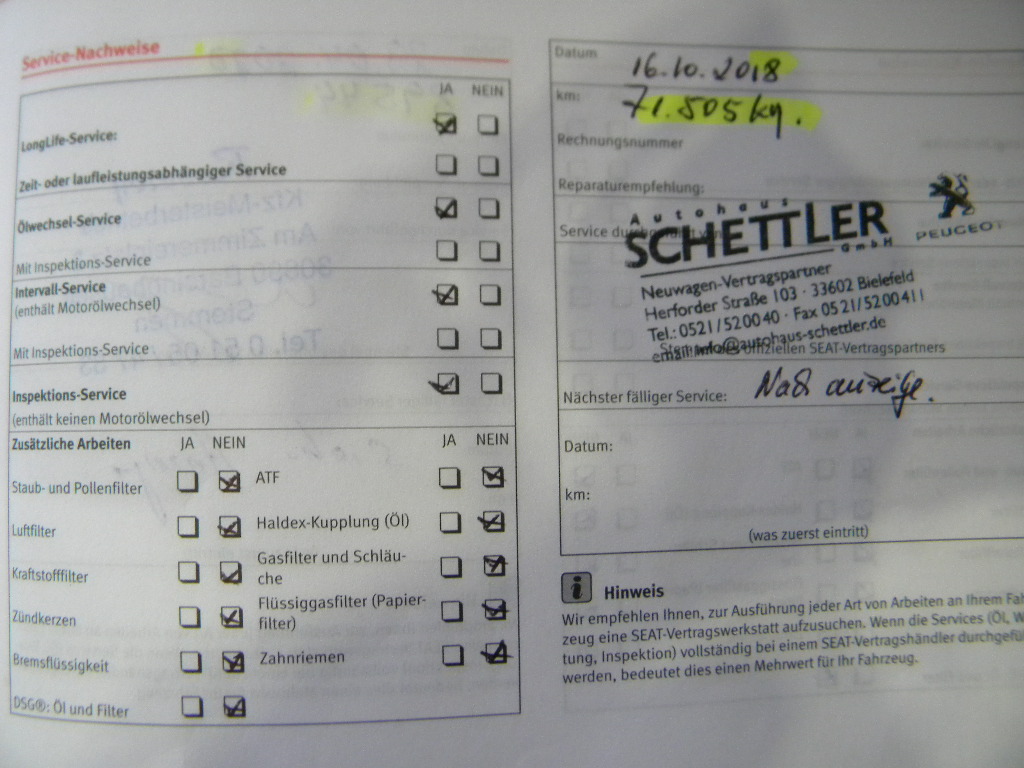 Service-Nachweise
JA NEIN
LongLife-Service:
Zeit- oder laufleistungsabhängiger Service
Ölwechsel-Service
Mit Inspektions-Service
Intervall-Service
(enthält Motorölwechsel)
Mit Inspektions-Service
Inspektions-Service
(enthält keinen Motorölwechsel)
Zusätzliche Arbeiten JA NEIN JA NEIN
Staub- und Pollenfilter ATF
Luftfilter Haldex-Kupplung (Öl)
Kraftstofffilter Gasfilter und Schläu-
che
Zündkerzen Flüssiggasfilter (Papier-
filter)
Bremsflüssigkeit Zahnriemen
DSG®: Öl und Filter
Datum 16.10.2018
km: 71.505 km.
Rechnungsnummer
Reparaturempfehlung:
Service durchgeführt von
Autohaus
SCHETTLER
GmbH
PEUGEOT
Neuwagen-Vertragspartner
Herforder Straße 103 · 33602 Bielefeld
Tel.: 0521/520040 · Fax 0521/5200411
email: info@autohaus-schettler.de
offiziellen SEAT-Vertragspartners
Nächster fälliger Service: Nach anzeige.
Datum:
km:
(was zuerst eintritt)
Hinweis
Wir empfehlen Ihnen, zur Ausführung jeder Art von Arbeiten an Ihrem Fah
zeug eine SEAT-Vertragswerkstatt aufzusuchen. Wenn die Services (Öl, W
tung, Inspektion) vollständig bei einem SEAT-Vertragshändler durchgefü
werden, bedeutet dies einen Mehrwert für Ihr Fahrzeug.